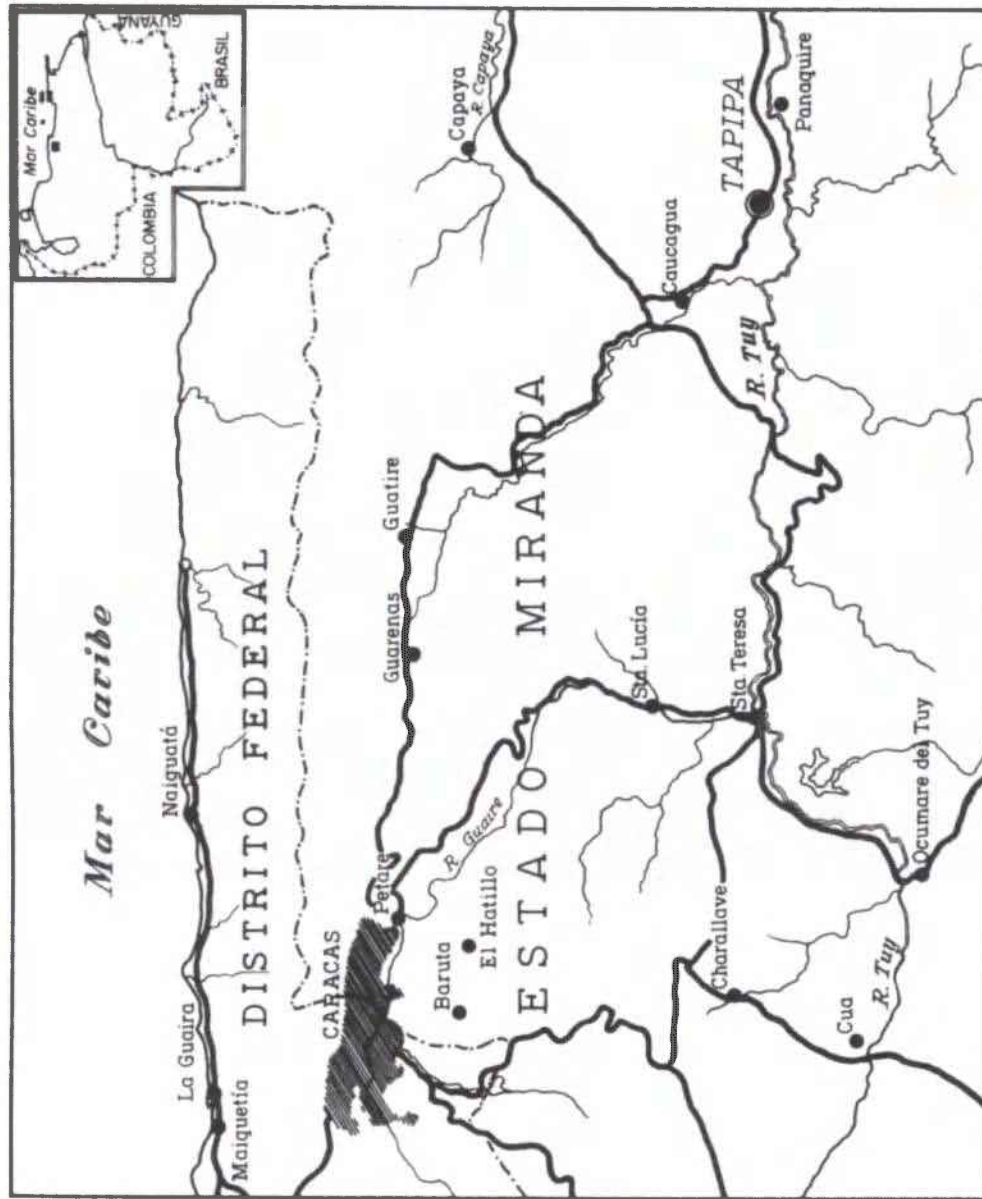 Mar Caribe
GUYANA
COLOMBIA
BRASIL
Mar Caribe
La Guaira
Maiquetía
Naiguatá
DISTRITO FEDERAL
CARACAS
Petare
Guarenas
Guatire
Capaya
R. Capaya
Baruta
El Hatillo
R. Guaire
ESTADO MIRANDA
Caucagua
TAPIPA
Panaquire
R. Tuy
Sta. Lucía
Sta Teresa
Charallave
Cua
R. Tuy
Ocumare del Tuy